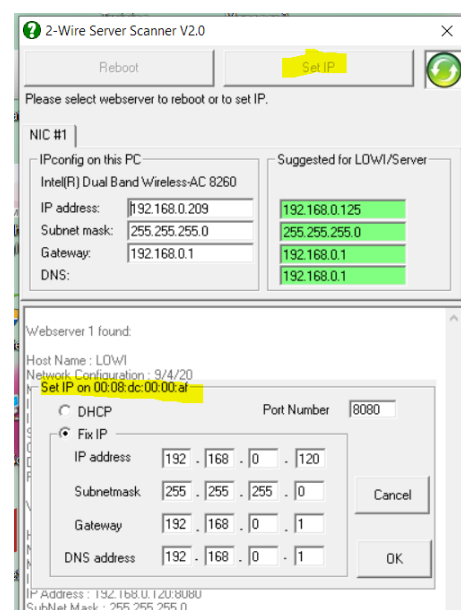 2-Wire Server Scanner V2.0
Reboot
Set IP
Please select webserver to reboot or to set IP.
NIC #1
IPconfig on this PC
Suggested for LOWI/Server
Intel(R) Dual Band Wireless-AC 8260
IP address: 192.168.0.209 192.168.0.125
Subnet mask: 255.255.255.0 255.255.255.0
Gateway: 192.168.0.1 192.168.0.1
DNS: 192.168.0.1
Webserver 1 found:
Host Name : LOWI
Network Configuration : 9/4/20
Set IP on 00:08:dc:00:00:af
DHCP Port Number 8080
Fix IP
IP address 192 . 168 . 0 . 120
Subnetmask 255 . 255 . 255 . 0
Cancel
Gateway 192 . 168 . 0 . 1
DNS address 192 . 168 . 0 . 1
OK
IP Address : 192.168.0.120:8080
SubNet Mask : 255.255.255.0